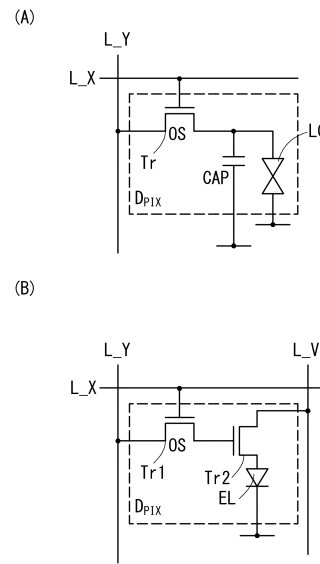 (A)
L_Y
L_X
OS
Tr
CAP
D_PIX
(B)
L_Y
L_V
L_X
OS
Tr1
Tr2
EL
D_PIX